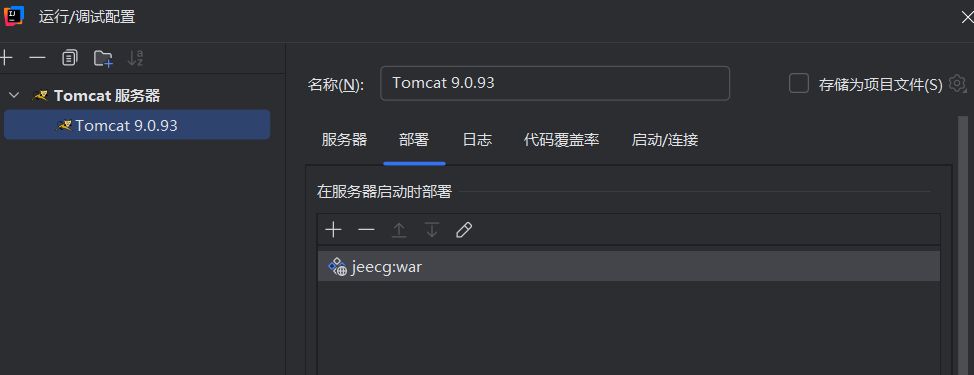 运行/调试配置
Tomcat 服务器
Tomcat 9.0.93
名称(N): Tomcat 9.0.93
存储为项目文件(S)
服务器 部署 日志 代码覆盖率 启动/连接
在服务器启动时部署
jeecg:war